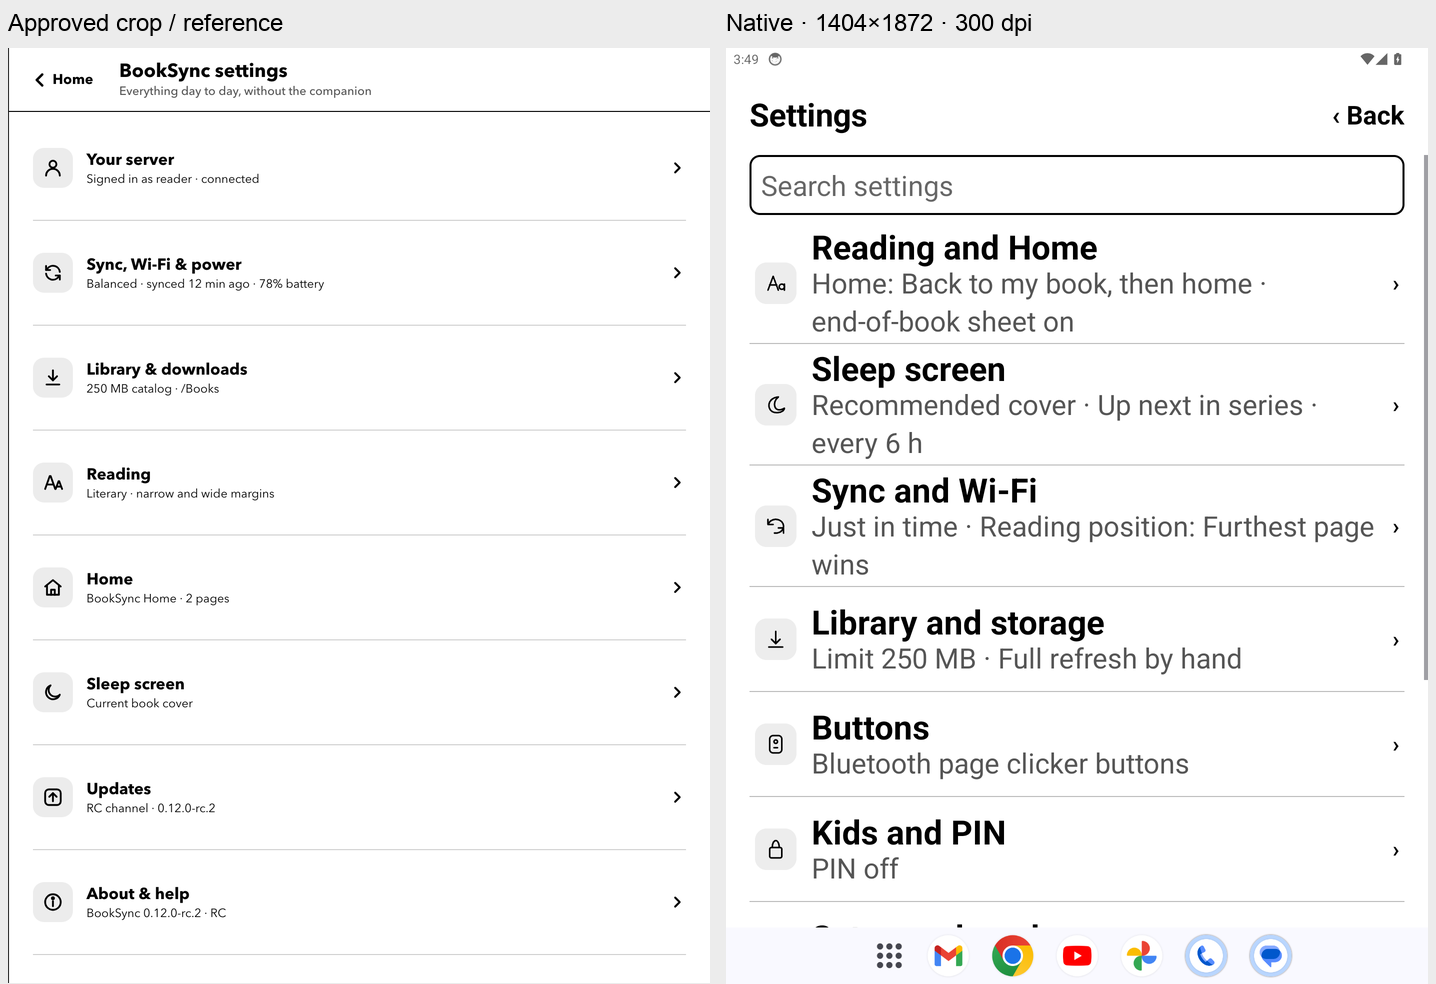 Approved crop / reference
Home
BookSync settings
Everything day to day, without the companion
Your server
Signed in as reader · connected
Sync, Wi-Fi & power
Balanced · synced 12 min ago · 78% battery
Library & downloads
250 MB catalog · /Books
Reading
Literary · narrow and wide margins
Home
BookSync Home · 2 pages
Sleep screen
Current book cover
Updates
RC channel · 0.12.0-rc.2
About & help
BookSync 0.12.0-rc.2 · RC
Native · 1404×1872 · 300 dpi
3:49
Settings
‹ Back
Search settings
Reading and Home
Home: Back to my book, then home ·
end-of-book sheet on
Sleep screen
Recommended cover · Up next in series ·
every 6 h
Sync and Wi-Fi
Just in time · Reading position: Furthest page
wins
Library and storage
Limit 250 MB · Full refresh by hand
Buttons
Bluetooth page clicker buttons
Kids and PIN
PIN off